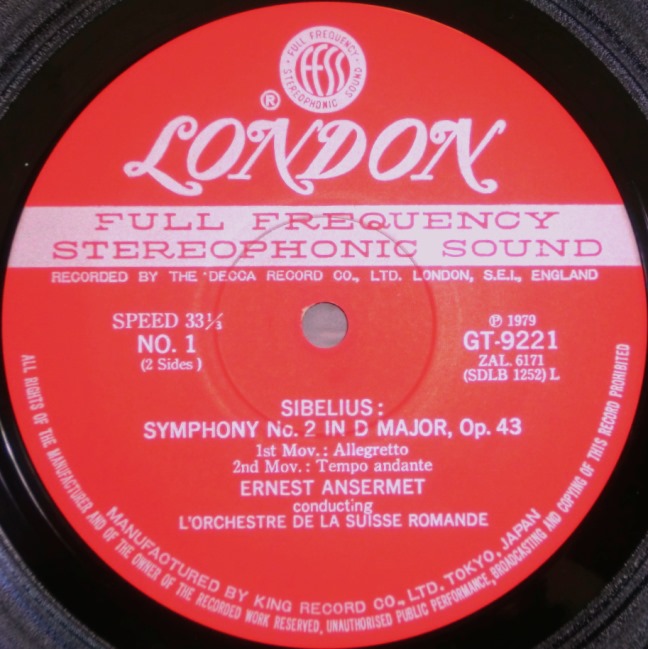 · FULL FREQUENCY ·
FFSS
STEREOPHONIC SOUND
®
LONDON
FULL FREQUENCY
STEREOPHONIC SOUND
RECORDED BY THE DECCA RECORD CO., LTD. LONDON, S.E.I., ENGLAND
SPEED 33⅓
NO. 1
(2 Sides)
℗ 1979
GT-9221
ZAL. 6171
(SDLB 1252) L
SIBELIUS:
SYMPHONY No. 2 IN D MAJOR, Op. 43
1st Mov.: Allegretto
2nd Mov.: Tempo andante
ERNEST ANSERMET
conducting
L'ORCHESTRE DE LA SUISSE ROMANDE
MANUFACTURED BY KING RECORD CO., LTD. TOKYO, JAPAN
ALL RIGHTS OF THE MANUFACTURER AND OF THE OWNER OF THE RECORDED WORK RESERVED, UNAUTHORISED PUBLIC PERFORMANCE, BROADCASTING AND COPYING OF THIS RECORD PROHIBITED